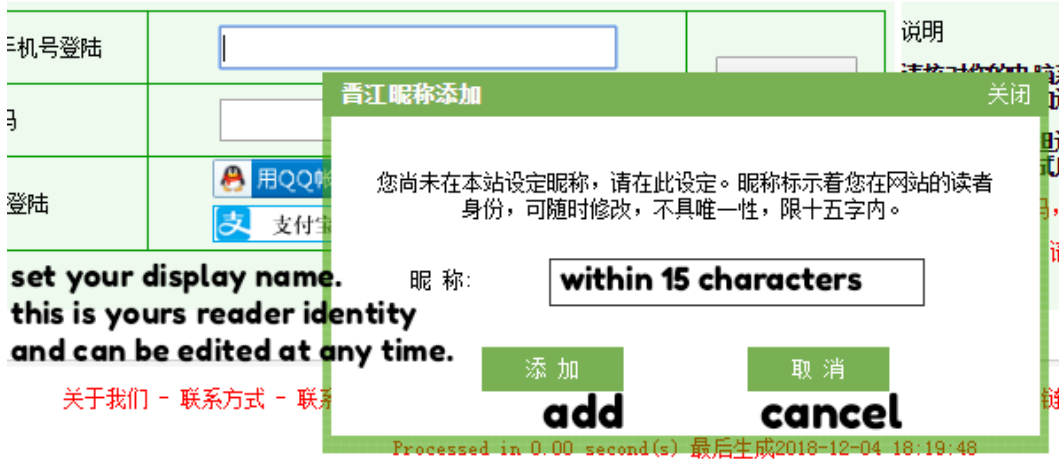 手机号登陆
说明
晋江昵称添加
关闭
码
用QQ帐
登陆
支付宝
您尚未在本站设定昵称,请在此设定。昵称标示着您在网站的读者
身份,可随时修改,不具唯一性,限十五字内。
set your display name.
this is yours reader identity
and can be edited at any time.
昵 称:
within 15 characters
添 加
取 消
add
cancel
关于我们 - 联系方式 - 联系
Processed in 0.00 second(s) 最后生成2018-12-04 18:19:48